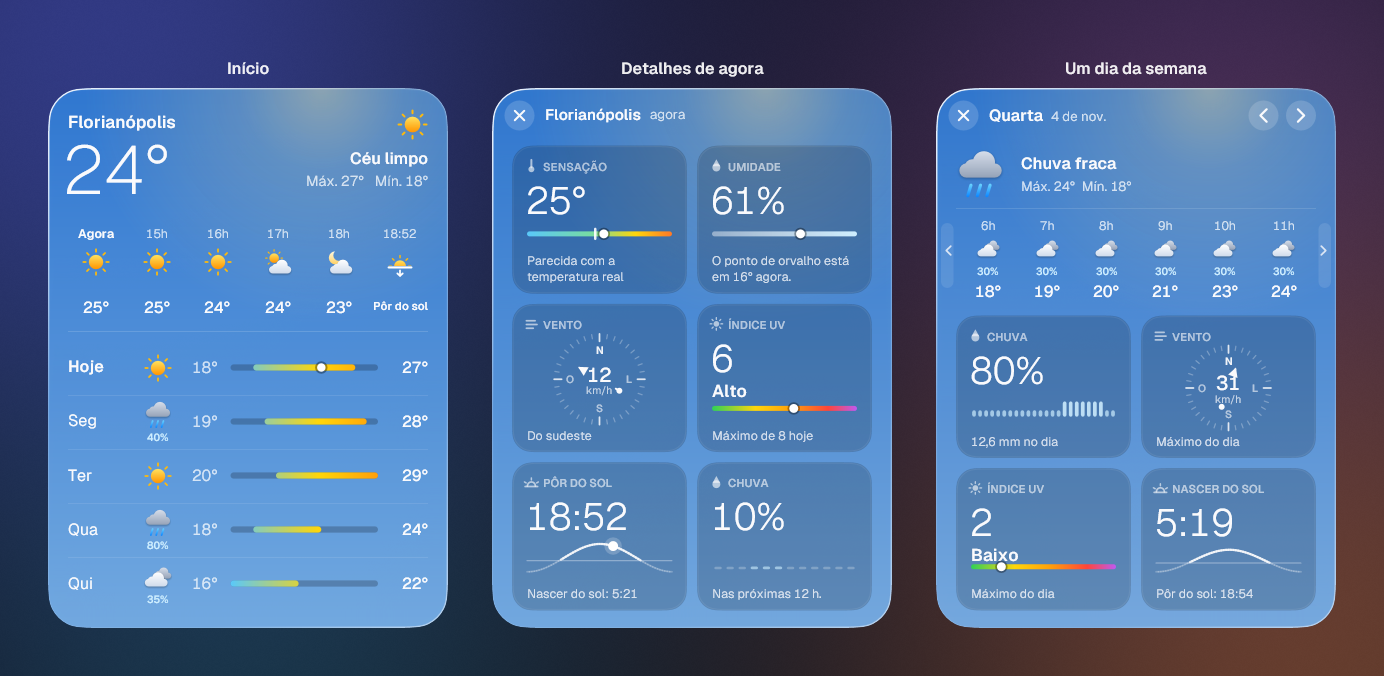 Início
Florianópolis
24°
Céu limpo
Máx. 27° Mín. 18°
Agora 15h 16h 17h 18h 18:52
25° 25° 24° 24° 23° Pôr do sol
Hoje 18° 27°
Seg 40% 19° 28°
Ter 20° 29°
Qua 80% 18° 24°
Qui 35% 16° 22°
Detalhes de agora
Florianópolis agora
SENSAÇÃO
25°
Parecida com a
temperatura real
UMIDADE
61%
O ponto de orvalho está
em 16° agora.
VENTO
N
O 12 L
km/h
S
Do sudeste
ÍNDICE UV
6
Alto
Máximo de 8 hoje
PÔR DO SOL
18:52
Nascer do sol: 5:21
CHUVA
10%
Nas próximas 12 h.
Um dia da semana
Quarta 4 de nov.
Chuva fraca
Máx. 24° Mín. 18°
6h 7h 8h 9h 10h 11h
30% 30% 30% 30% 30% 30%
18° 19° 20° 21° 23° 24°
CHUVA
80%
12,6 mm no dia
VENTO
N
O 31 L
km/h
S
Máximo do dia
ÍNDICE UV
2
Baixo
Máximo do dia
NASCER DO SOL
5:19
Pôr do sol: 18:54